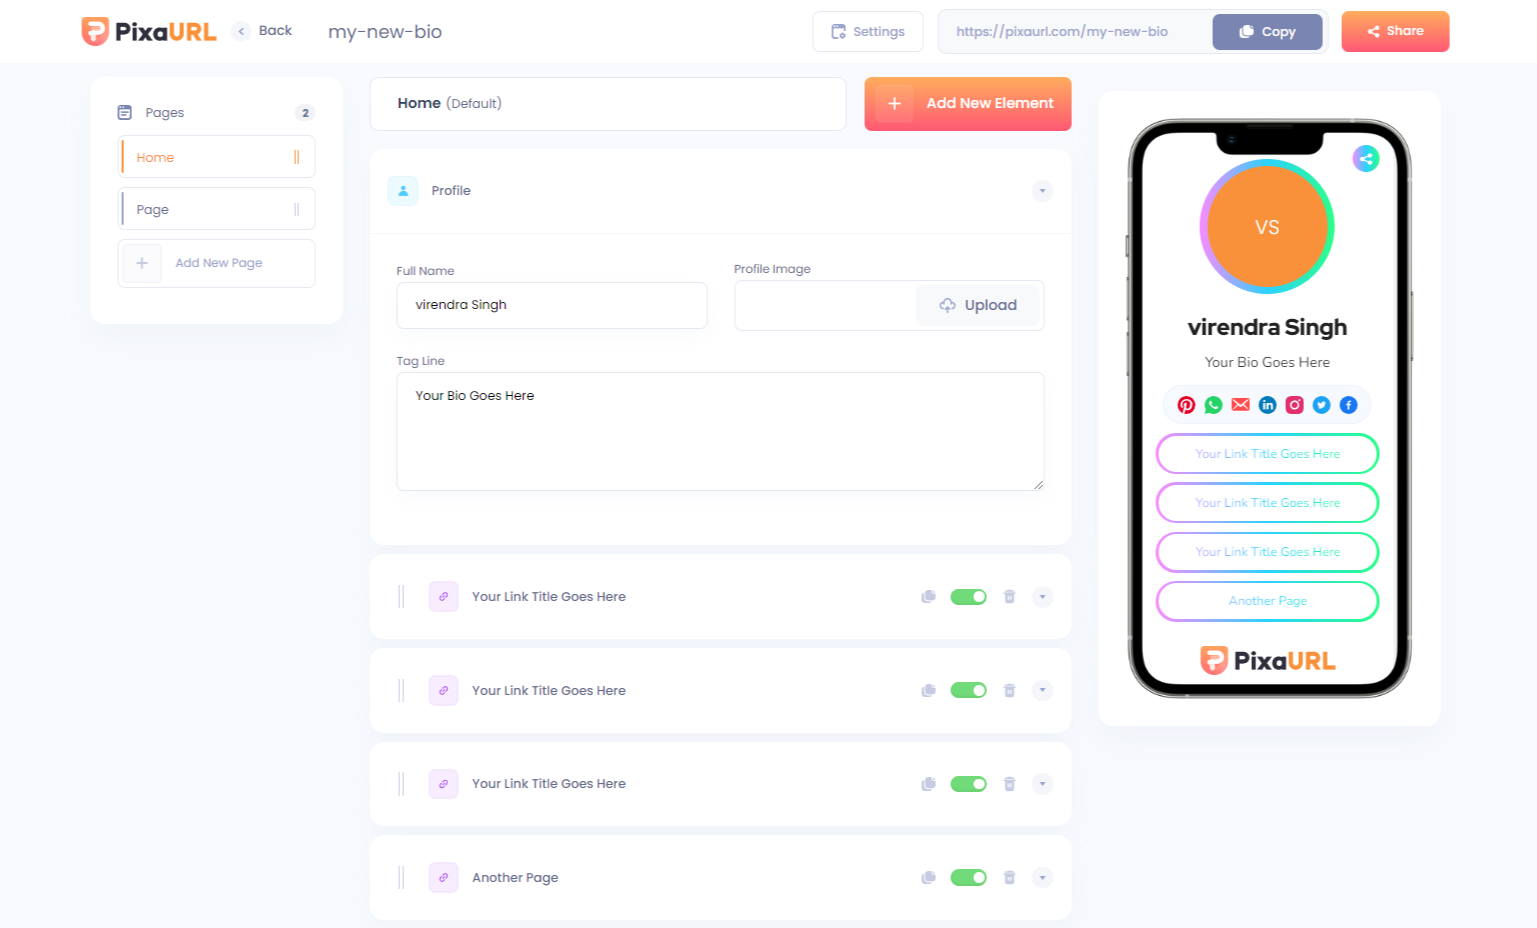 PixaURL
Back
my-new-bio
Settings
https://pixaurl.com/my-new-bio
Copy
Share
Pages
2
Home
Page
Add New Page
Home (Default)
Add New Element
Profile
Full Name
virendra Singh
Profile Image
Upload
Tag Line
Your Bio Goes Here
Your Link Title Goes Here
Your Link Title Goes Here
Your Link Title Goes Here
Another Page
VS
virendra Singh
Your Bio Goes Here
Your Link Title Goes Here
Your Link Title Goes Here
Your Link Title Goes Here
Another Page
PixaURL